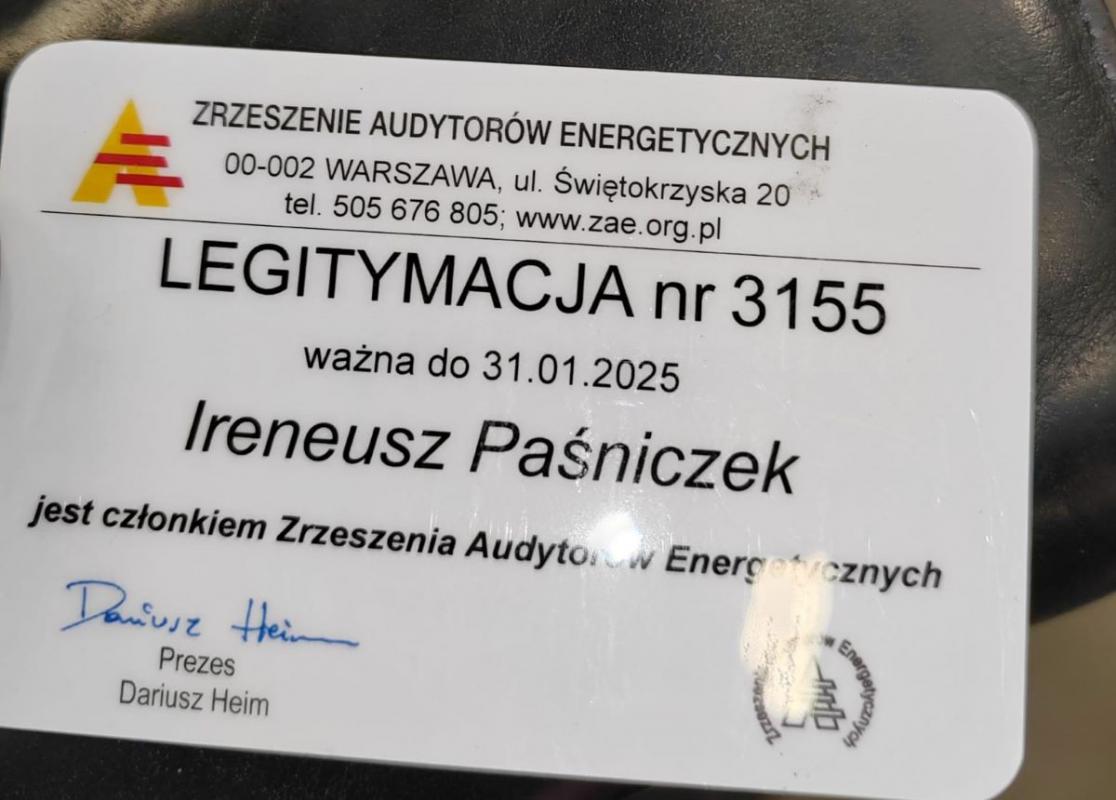 ZRZESZENIE AUDYTORÓW ENERGETYCZNYCH
00-002 WARSZAWA, ul. Świętokrzyska 20
tel. 505 676 805; www.zae.org.pl
LEGITYMACJA nr 3155
ważna do 31.01.2025
Ireneusz Paśniczek
jest członkiem Zrzeszenia Audytorów Energetycznych
Dariusz Heim
Prezes
Dariusz Heim
Energetycznych